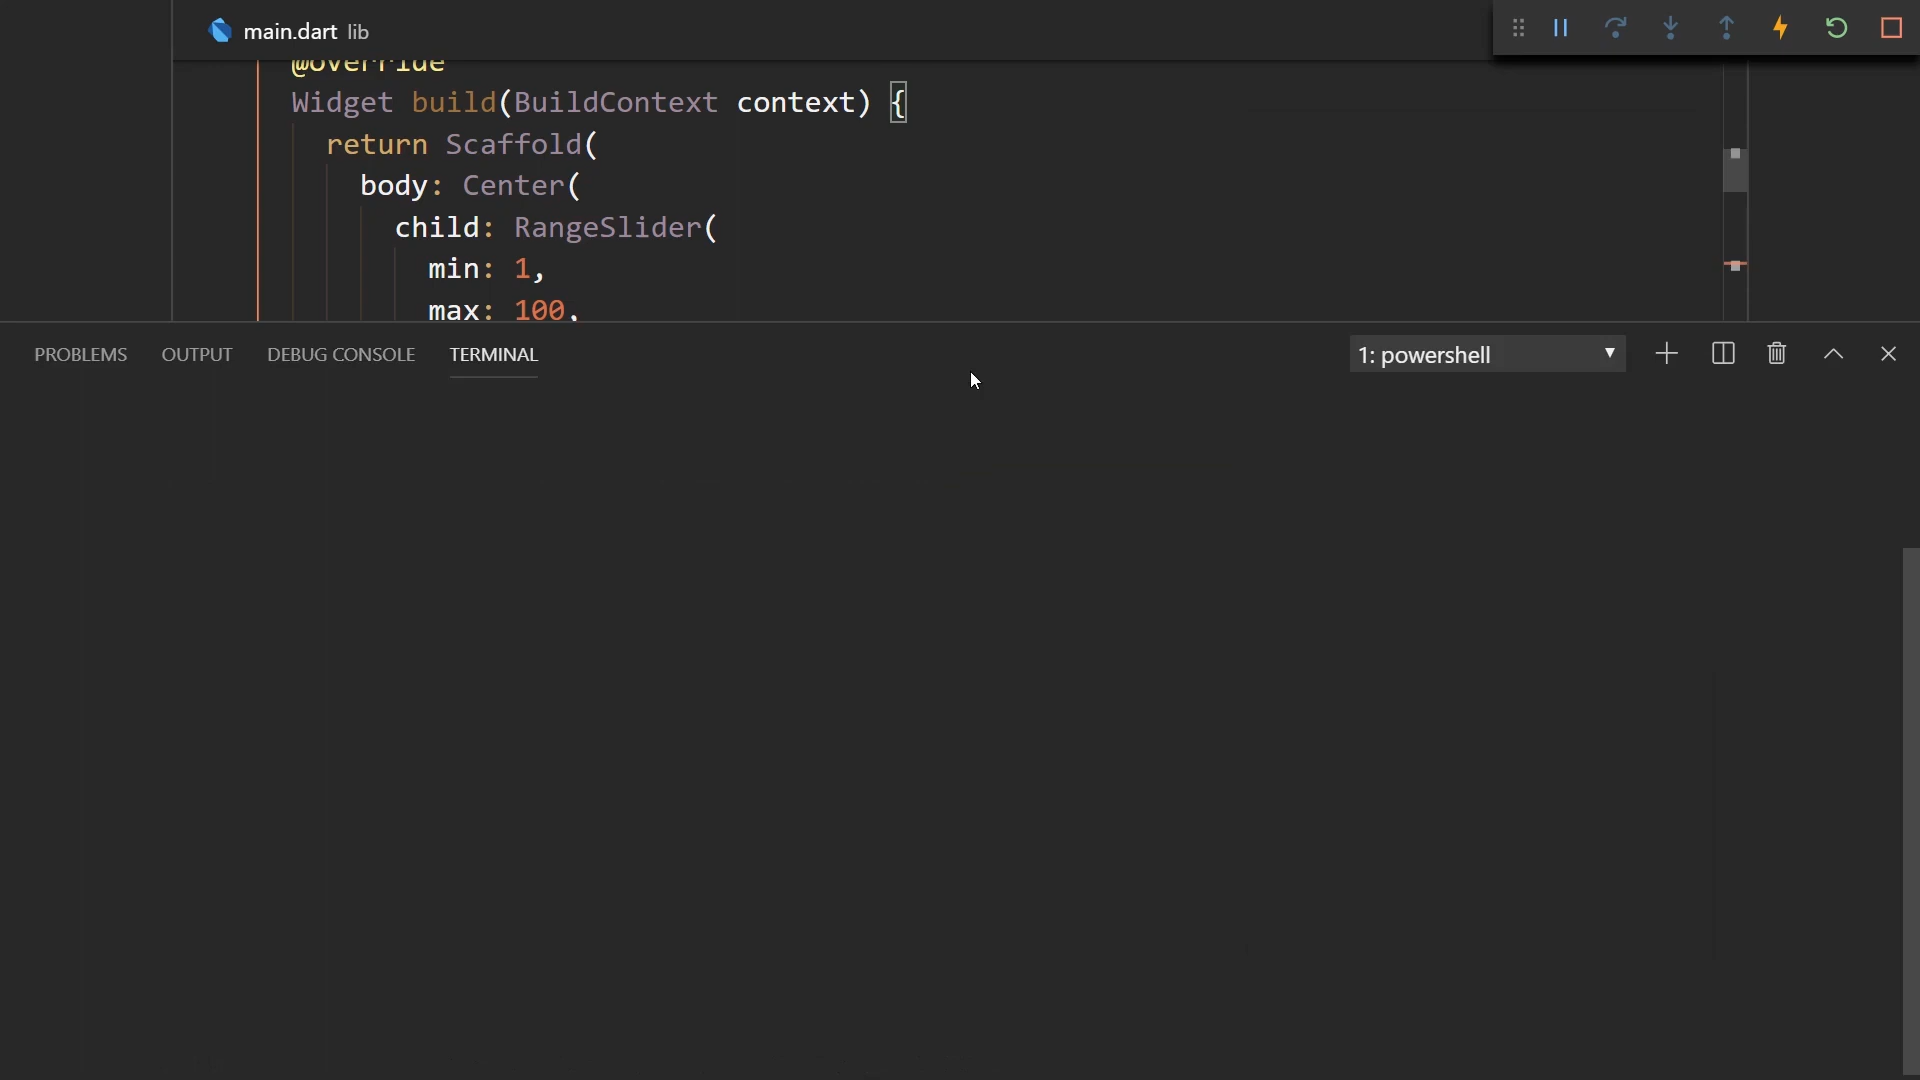 main.dart lib
@override
Widget build(BuildContext context) {
return Scaffold(
body: Center(
child: RangeSlider(
min: 1,
max: 100,
PROBLEMS OUTPUT DEBUG CONSOLE TERMINAL 1: powershell